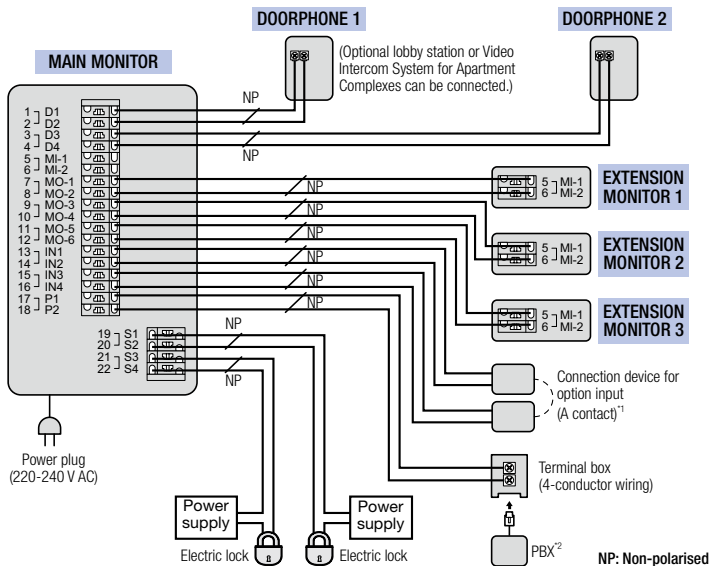 DOORPHONE 1
DOORPHONE 2
MAIN MONITOR
(Optional lobby station or Video
Intercom System for Apartment
Complexes can be connected.)
NP
NP
1 D1
2 D2
3 D3
4 D4
5 MI-1
6 MI-2
7 MO-1
8 MO-2
9 MO-3
10 MO-4
11 MO-5
12 MO-6
13 IN1
14 IN2
15 IN3
16 IN4
17 P1
18 P2
19 S1
20 S2
21 S3
22 S4
NP
NP
NP
NP
NP
NP
NP
NP
5 MI-1
6 MI-2
EXTENSION
MONITOR 1
5 MI-1
6 MI-2
EXTENSION
MONITOR 2
5 MI-1
6 MI-2
EXTENSION
MONITOR 3
Connection device for
option input
(A contact)*1
Power plug
(220-240 V AC)
Terminal box
(4-conductor wiring)
Power
supply
Power
supply
Electric lock
Electric lock
PBX*2
NP: Non-polarised